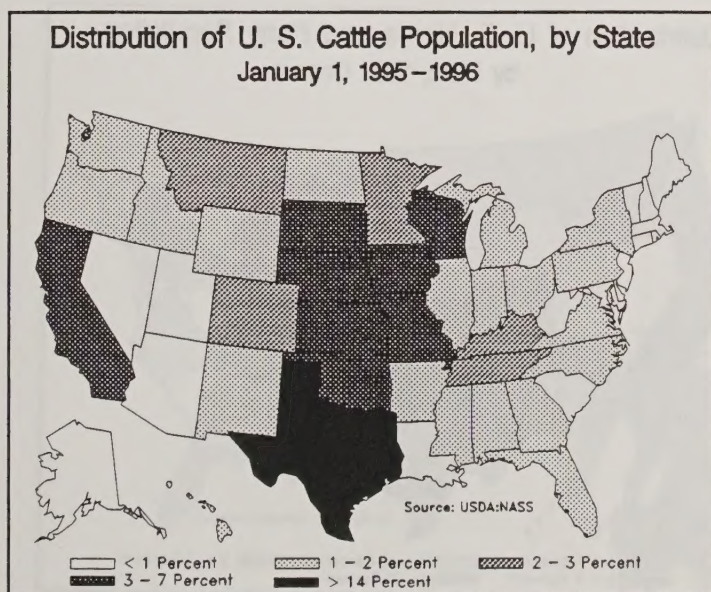 Distribution of U. S. Cattle Population, by State
January 1, 1995-1996
Source: USDA:NASS
< 1 Percent
1 - 2 Percent
2 - 3 Percent
3 - 7 Percent
> 14 Percent